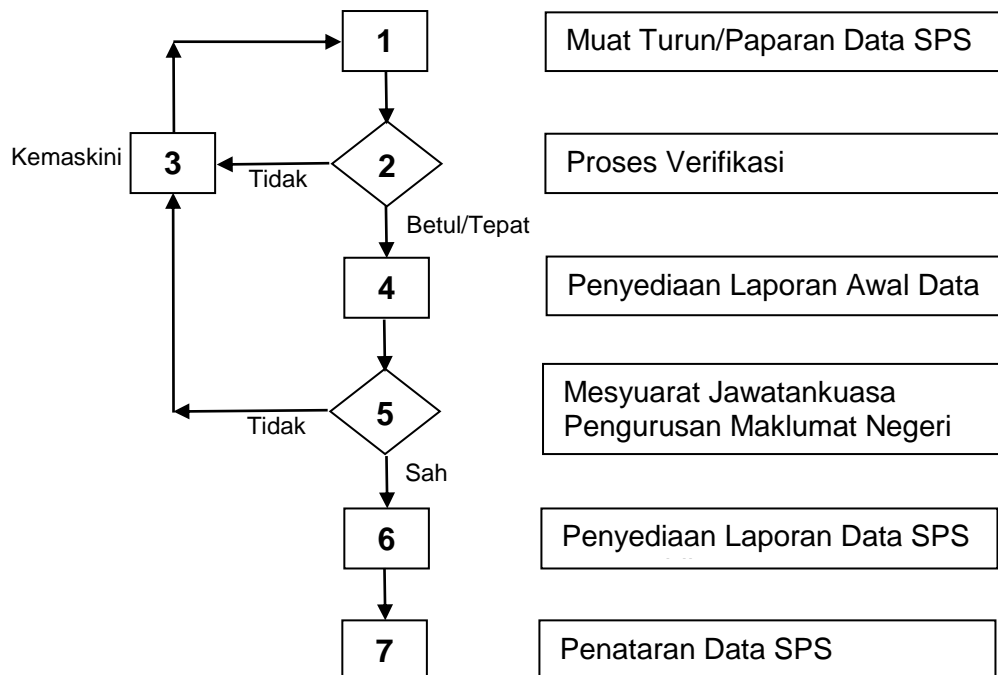 1
Muat Turun/Paparan Data SPS
Kemaskini
3
Tidak
2
Proses Verifikasi
Betul/Tepat
4
Penyediaan Laporan Awal Data
Tidak
5
Mesyuarat Jawatankuasa
Pengurusan Maklumat Negeri
Sah
6
Penyediaan Laporan Data SPS
7
Penataran Data SPS